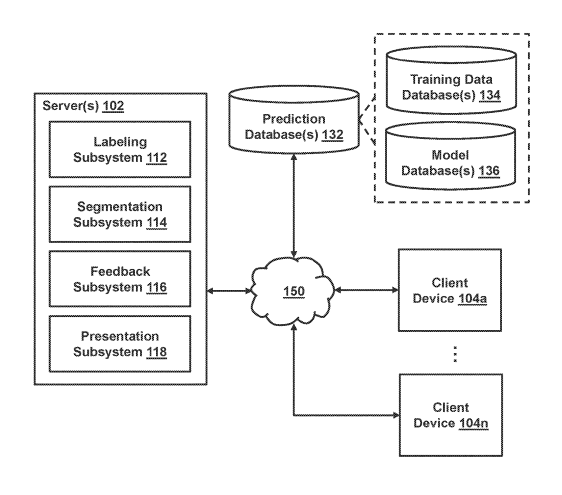 Server(s) 102
Labeling
Subsystem 112
Segmentation
Subsystem 114
Feedback
Subsystem 116
Presentation
Subsystem 118
Prediction
Database(s) 132
Training Data
Database(s) 134
Model
Database(s) 136
150
Client
Device 104a
Client
Device 104n